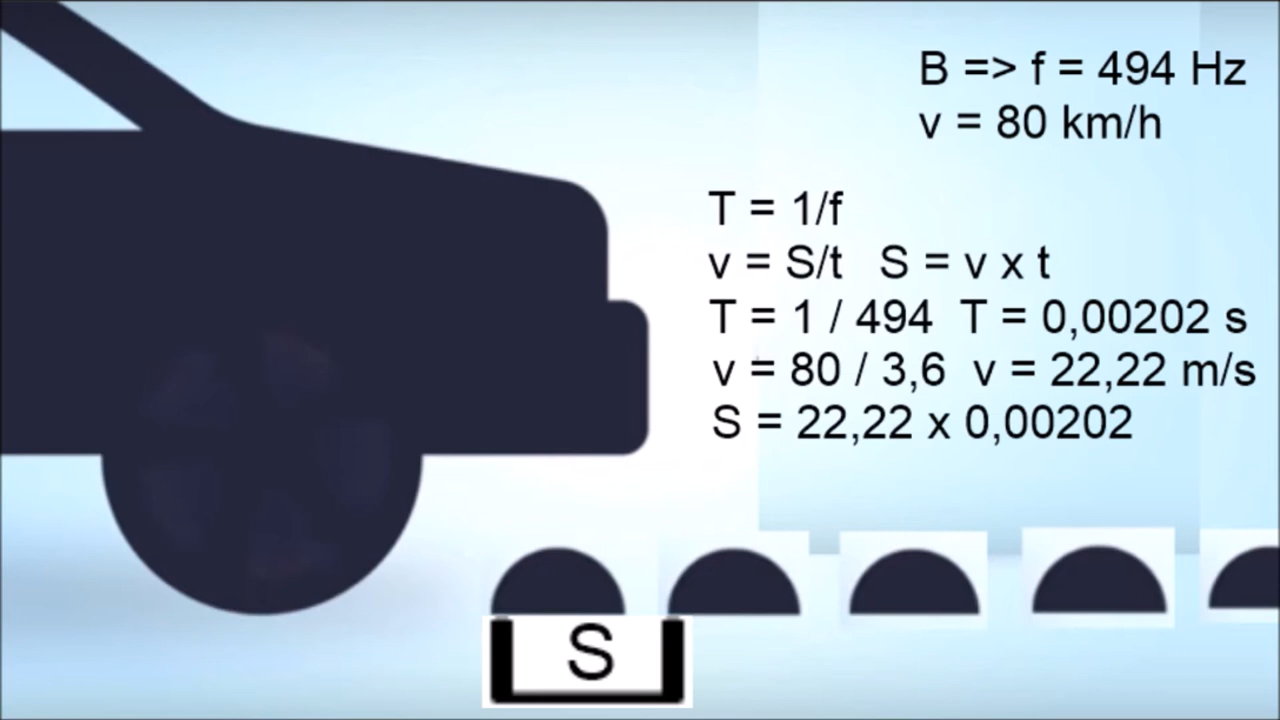 B => f = 494 Hz
v = 80 km/h
T = 1/f
v = S/t S = v x t
T = 1 / 494 T = 0,00202 s
v = 80 / 3,6 v = 22,22 m/s
S = 22,22 x 0,00202
S